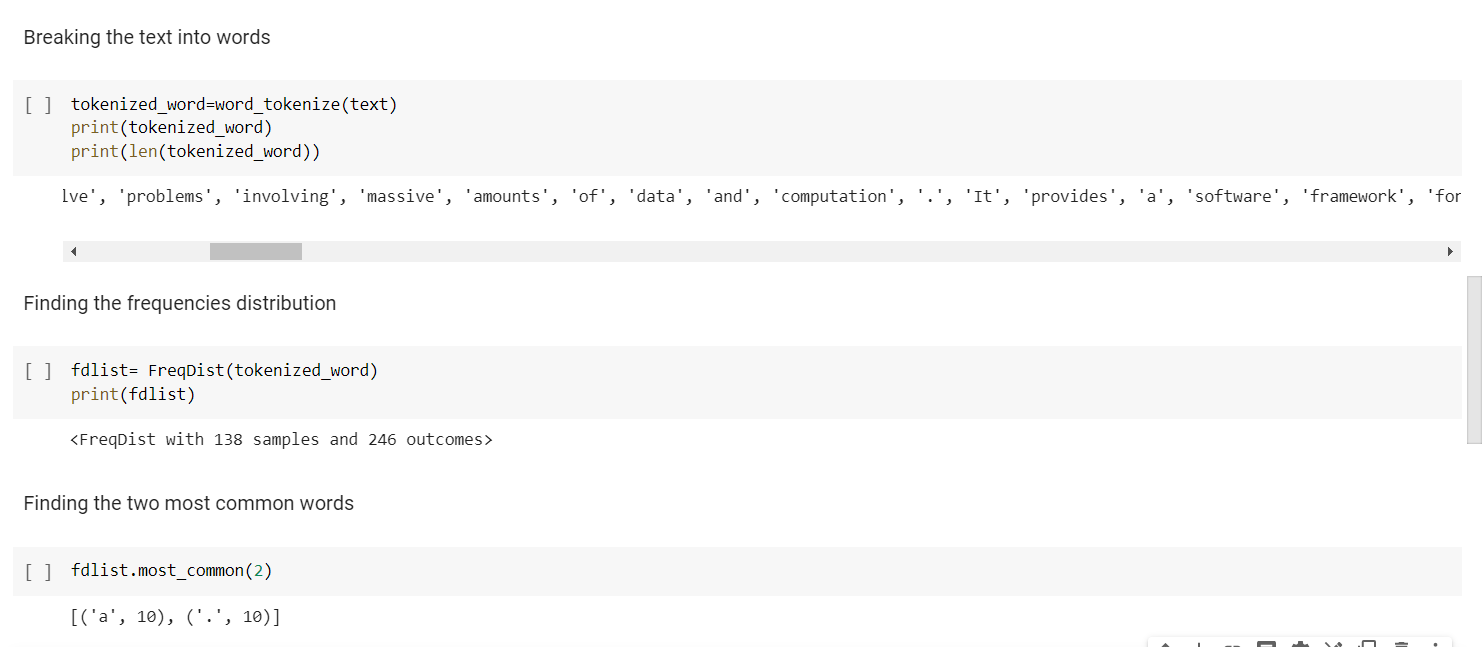 Breaking the text into words
[ ] tokenized_word=word_tokenize(text)
print(tokenized_word)
print(len(tokenized_word))
lve', 'problems', 'involving', 'massive', 'amounts', 'of', 'data', 'and', 'computation', '.', 'It', 'provides', 'a', 'software', 'framework', 'for
Finding the frequencies distribution
[ ] fdlist= FreqDist(tokenized_word)
print(fdlist)
<FreqDist with 138 samples and 246 outcomes>
Finding the two most common words
[ ] fdlist.most_common(2)
[('a', 10), ('.', 10)]